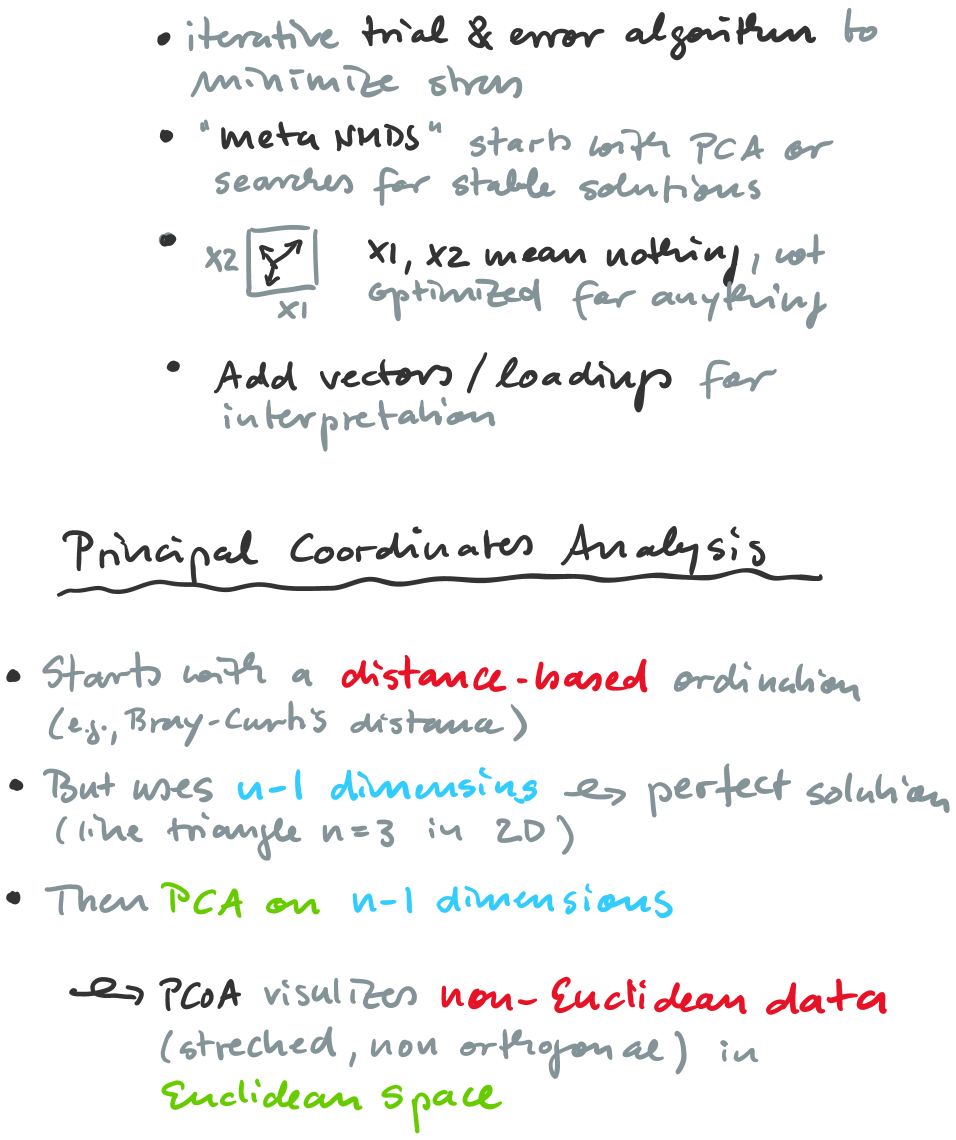 • iterative trial & error algorithm to
minimize stress
• "meta NMDS" starts with PCA or
searches for stable solutions
• X2 X1, X2 mean nothing, not
X1 optimized for anything
• Add vectors / loadings for
interpretation
Principal Coordinates Analysis
• Starts with a distance-based ordination
(e.g., Bray-Curtis distance)
• But uses n-1 dimensins → perfect solution
(like triangle n=3 in 2D)
• Then PCA on n-1 dimensions
→ PCoA visulizes non-Euclidean data
(streched, non orthogonal) in
Euclidean space